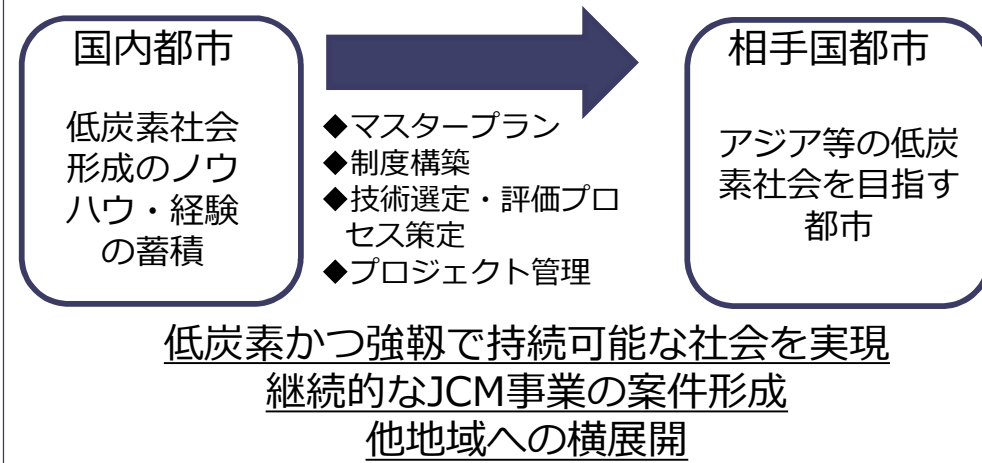 国内都市
低炭素社会
形成のノウ
ハウ・経験
の蓄積
◆マスタープラン
◆制度構築
◆技術選定・評価プロ
セス策定
◆プロジェクト管理
相手国都市
アジア等の低炭
素社会を目指す
都市
低炭素かつ強靱で持続可能な社会を実現
継続的なJCM事業の案件形成
他地域への横展開